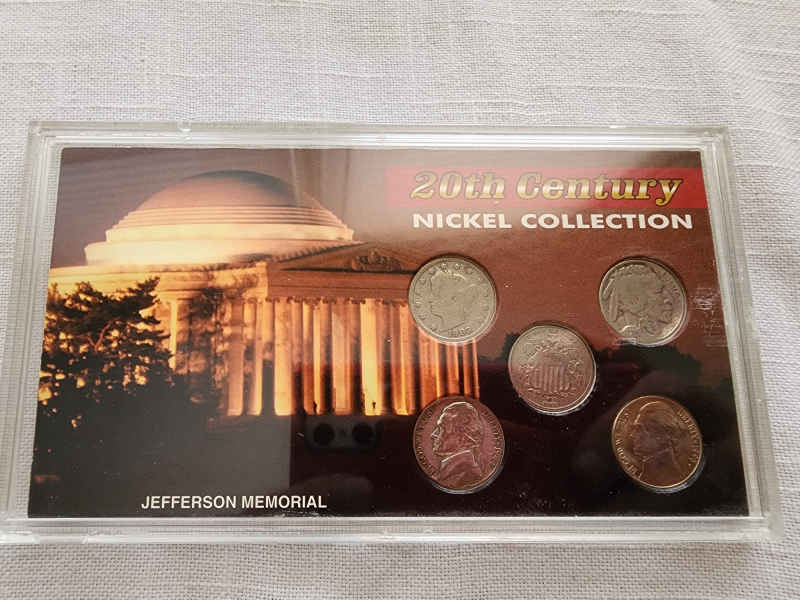 20th Century
NICKEL COLLECTION
JEFFERSON MEMORIAL